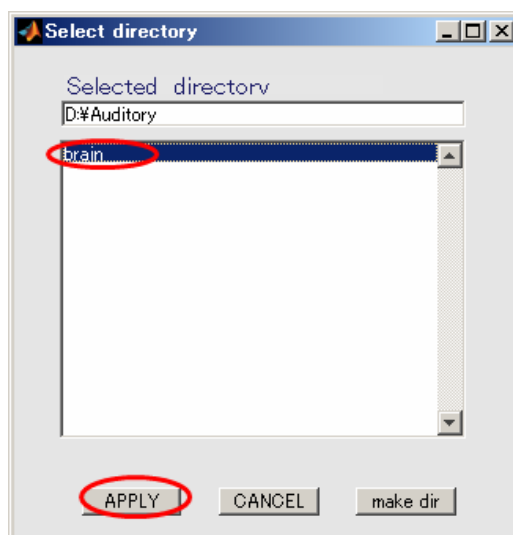 Select directory
Selected directory
D:¥Auditory
brain
APPLY CANCEL make dir